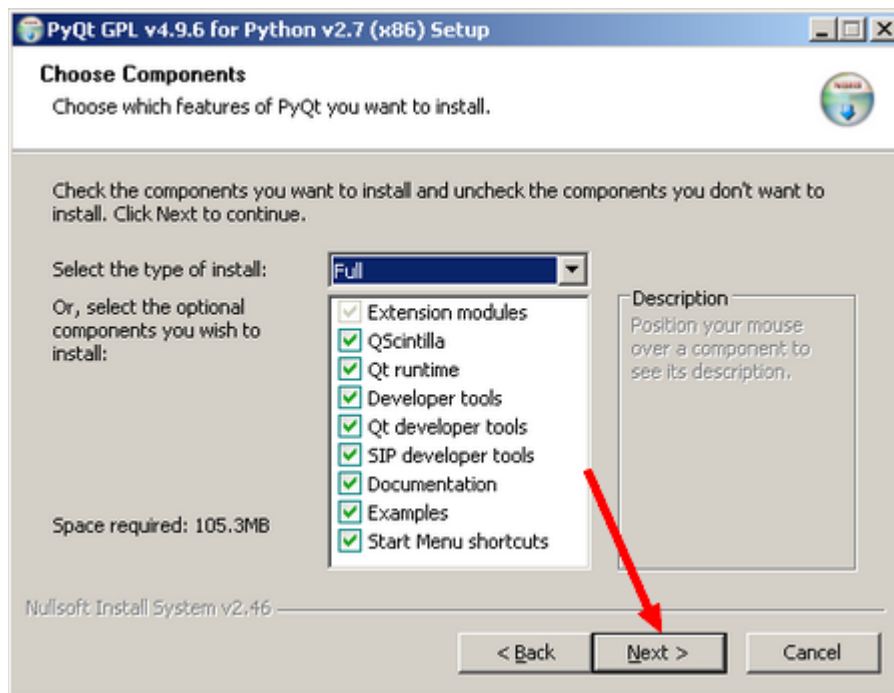 PyQt GPL v4.9.6 for Python v2.7 (x86) Setup
Choose Components
Choose which features of PyQt you want to install.
Check the components you want to install and uncheck the components you don't want to
install. Click Next to continue.
Select the type of install:
Full
Or, select the optional
components you wish to
install:
Extension modules
QScintilla
Qt runtime
Developer tools
Qt developer tools
SIP developer tools
Documentation
Examples
Start Menu shortcuts
Description
Position your mouse
over a component to
see its description.
Space required: 105.3MB
Nullsoft Install System v2.46
< Back
Next >
Cancel